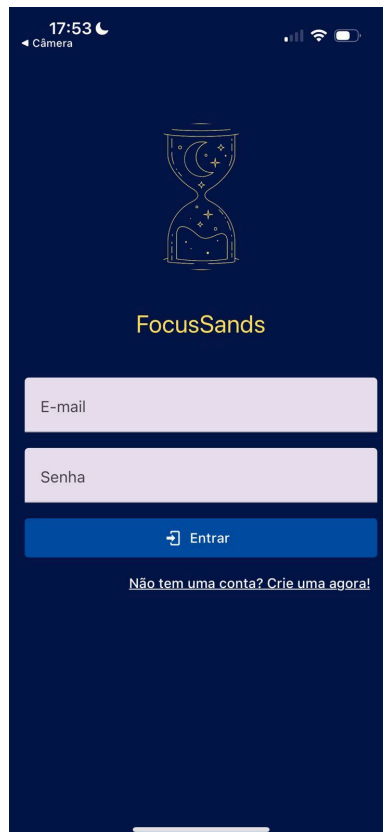 17:53
◀ Câmera
FocusSands
E-mail
Senha
Entrar
Não tem uma conta? Crie uma agora!